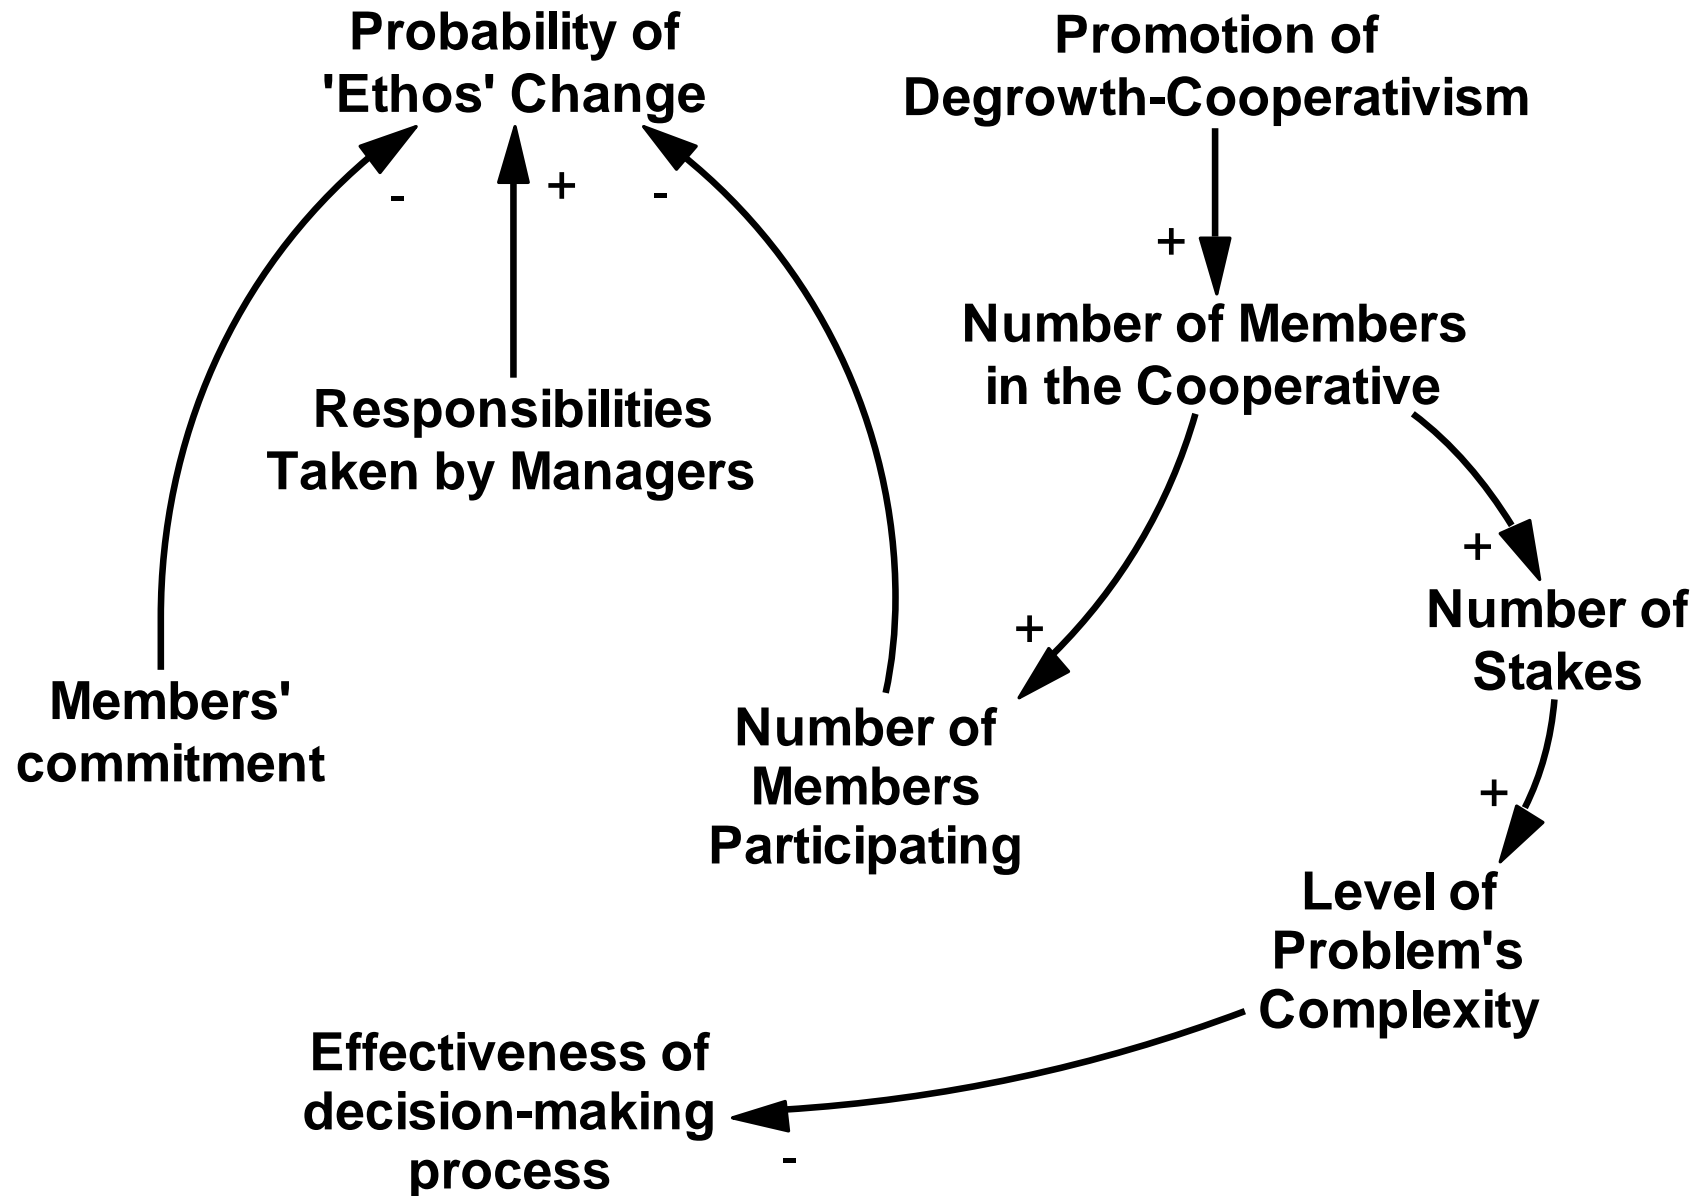 Probability of
'Ethos' Change
Promotion of
Degrowth-Cooperativism
-
+
-
+
Number of Members
in the Cooperative
Responsibilities
Taken by Managers
+
+
Number of
Stakes
Members'
commitment
Number of
Members
Participating
+
Level of
Problem's
Complexity
Effectiveness of
decision-making
process
-